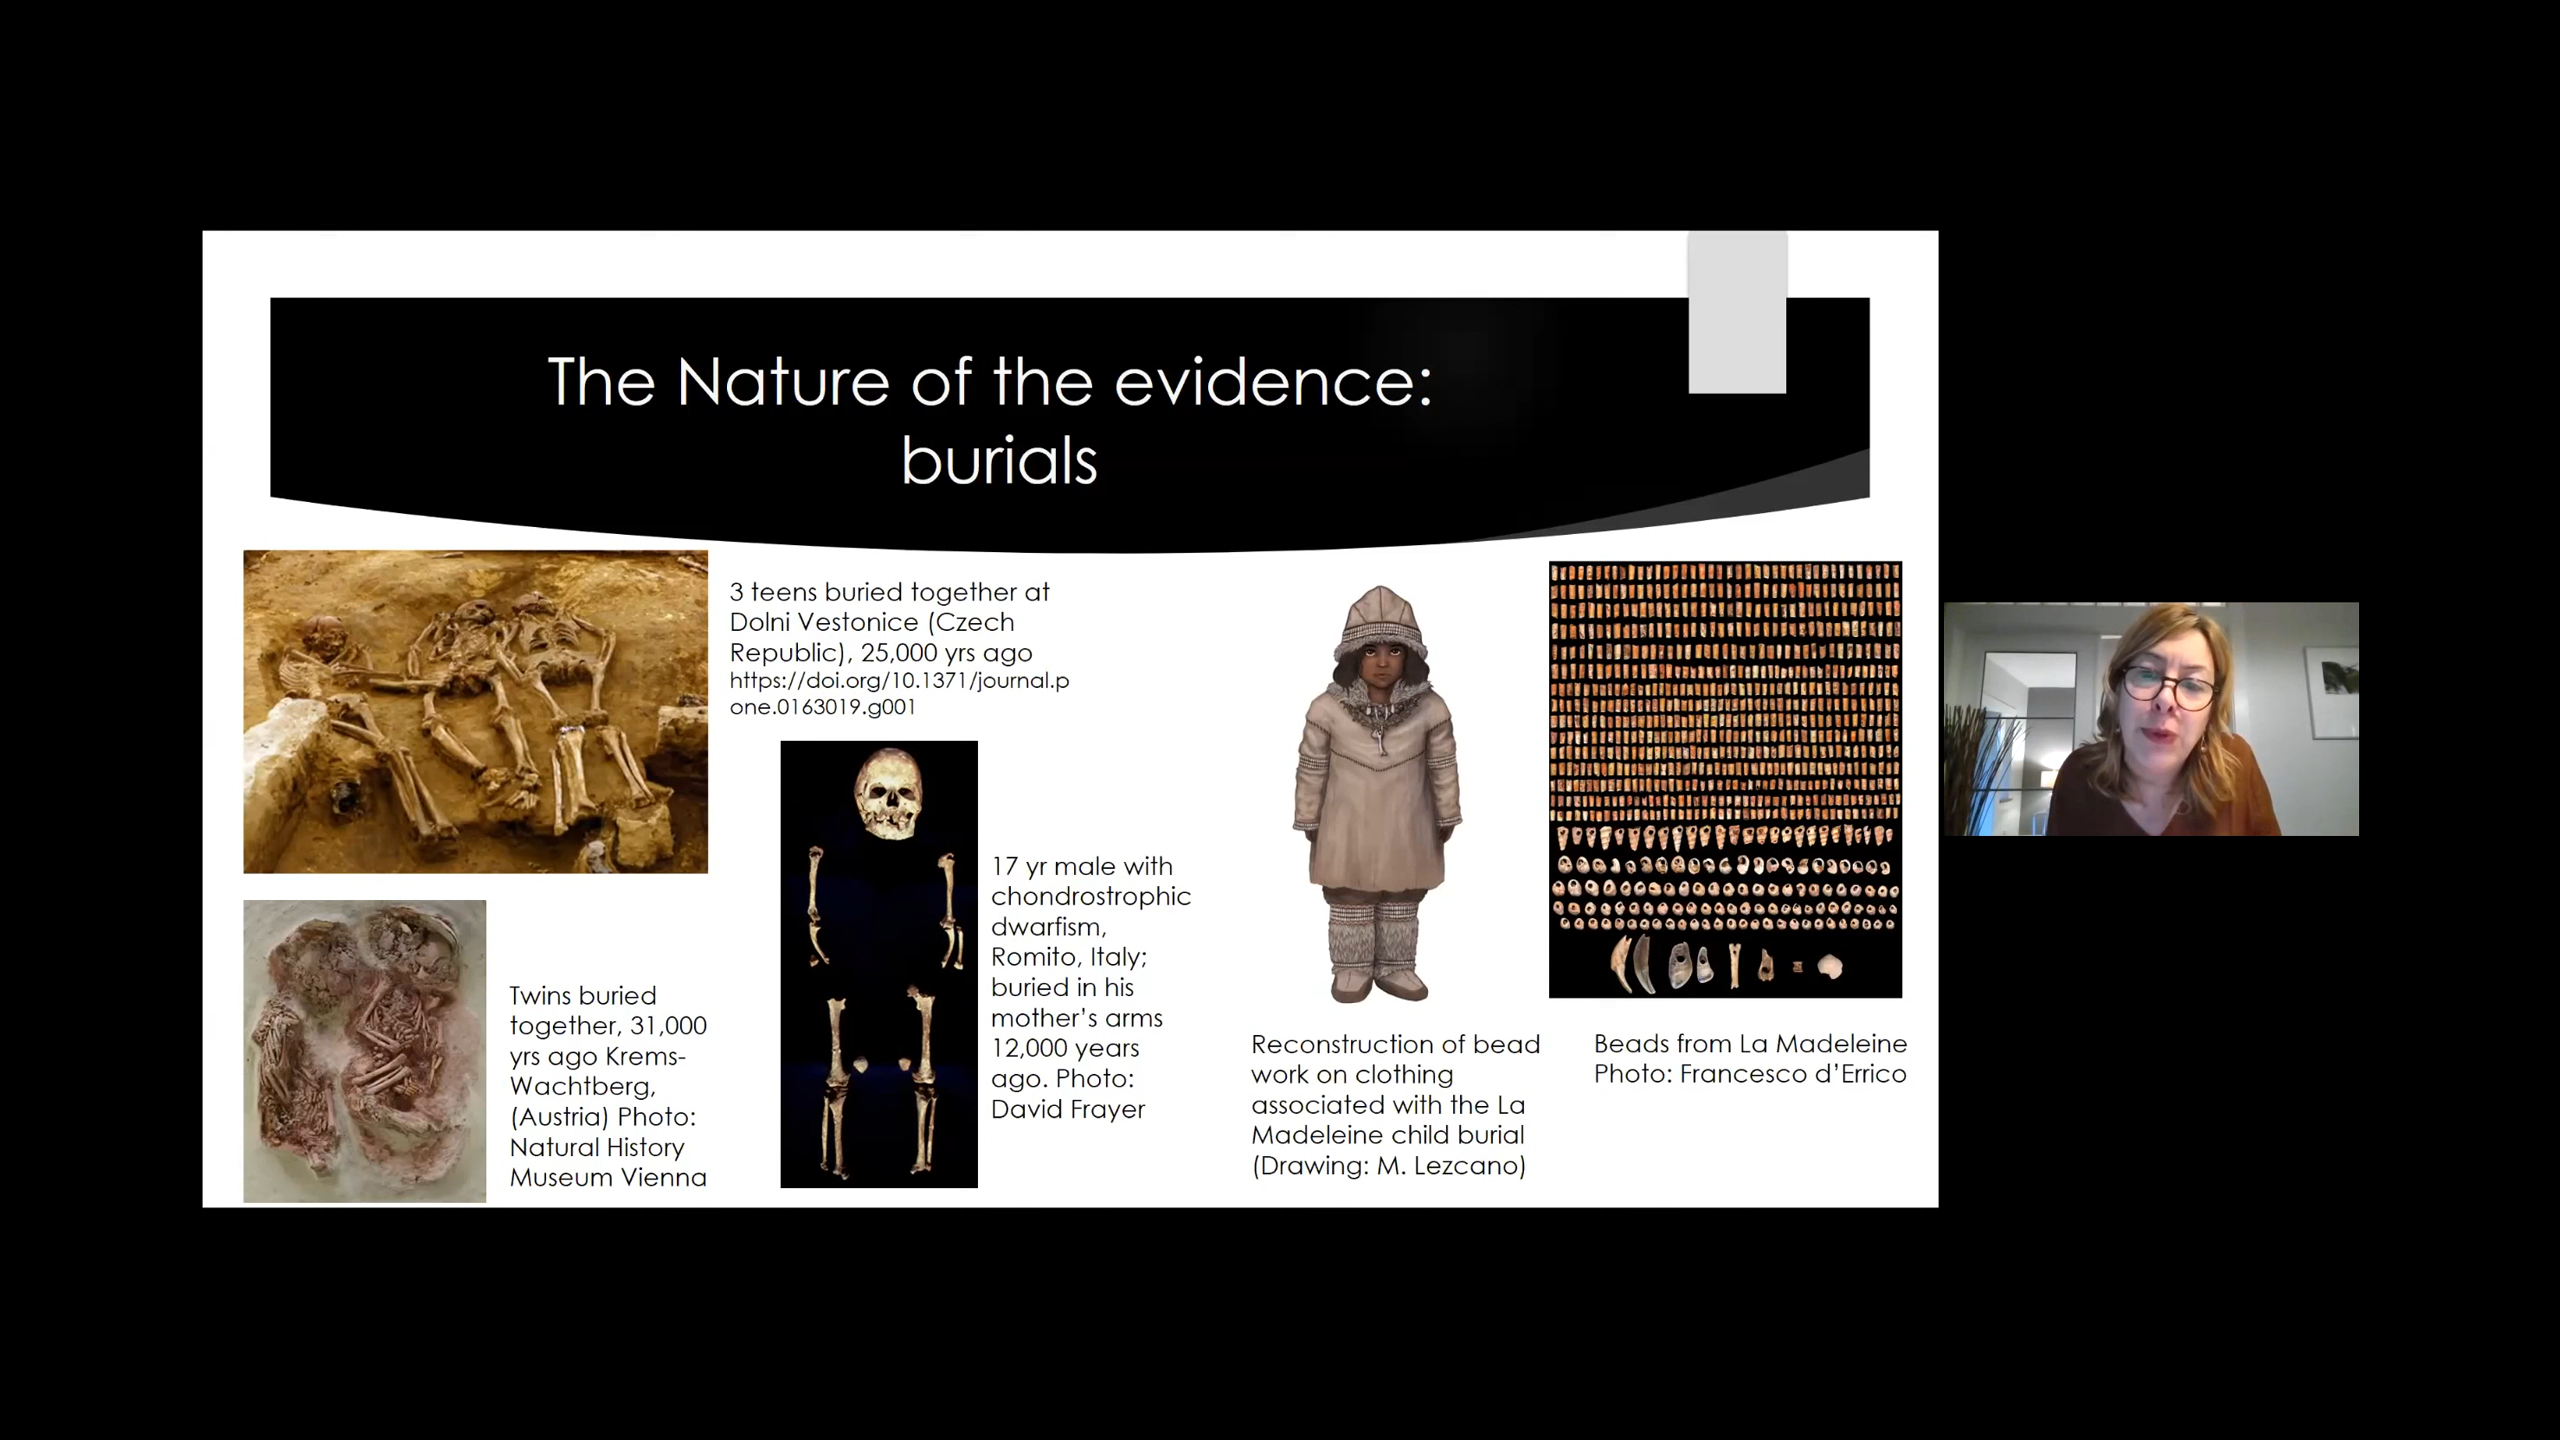 The Nature of the evidence:
burials
3 teens buried together at
Dolni Vestonice (Czech
Republic), 25,000 yrs ago
https://doi.org/10.1371/journal.p
one.0163019.g001
Twins buried
together, 31,000
yrs ago Krems-
Wachtberg,
(Austria) Photo:
Natural History
Museum Vienna
17 yr male with
chondrostrophic
dwarfism,
Romito, Italy;
buried in his
mother's arms
12,000 years
ago. Photo:
David Frayer
Reconstruction of bead
work on clothing
associated with the La
Madeleine child burial
(Drawing: M. Lezcano)
Beads from La Madeleine
Photo: Francesco d'Errico